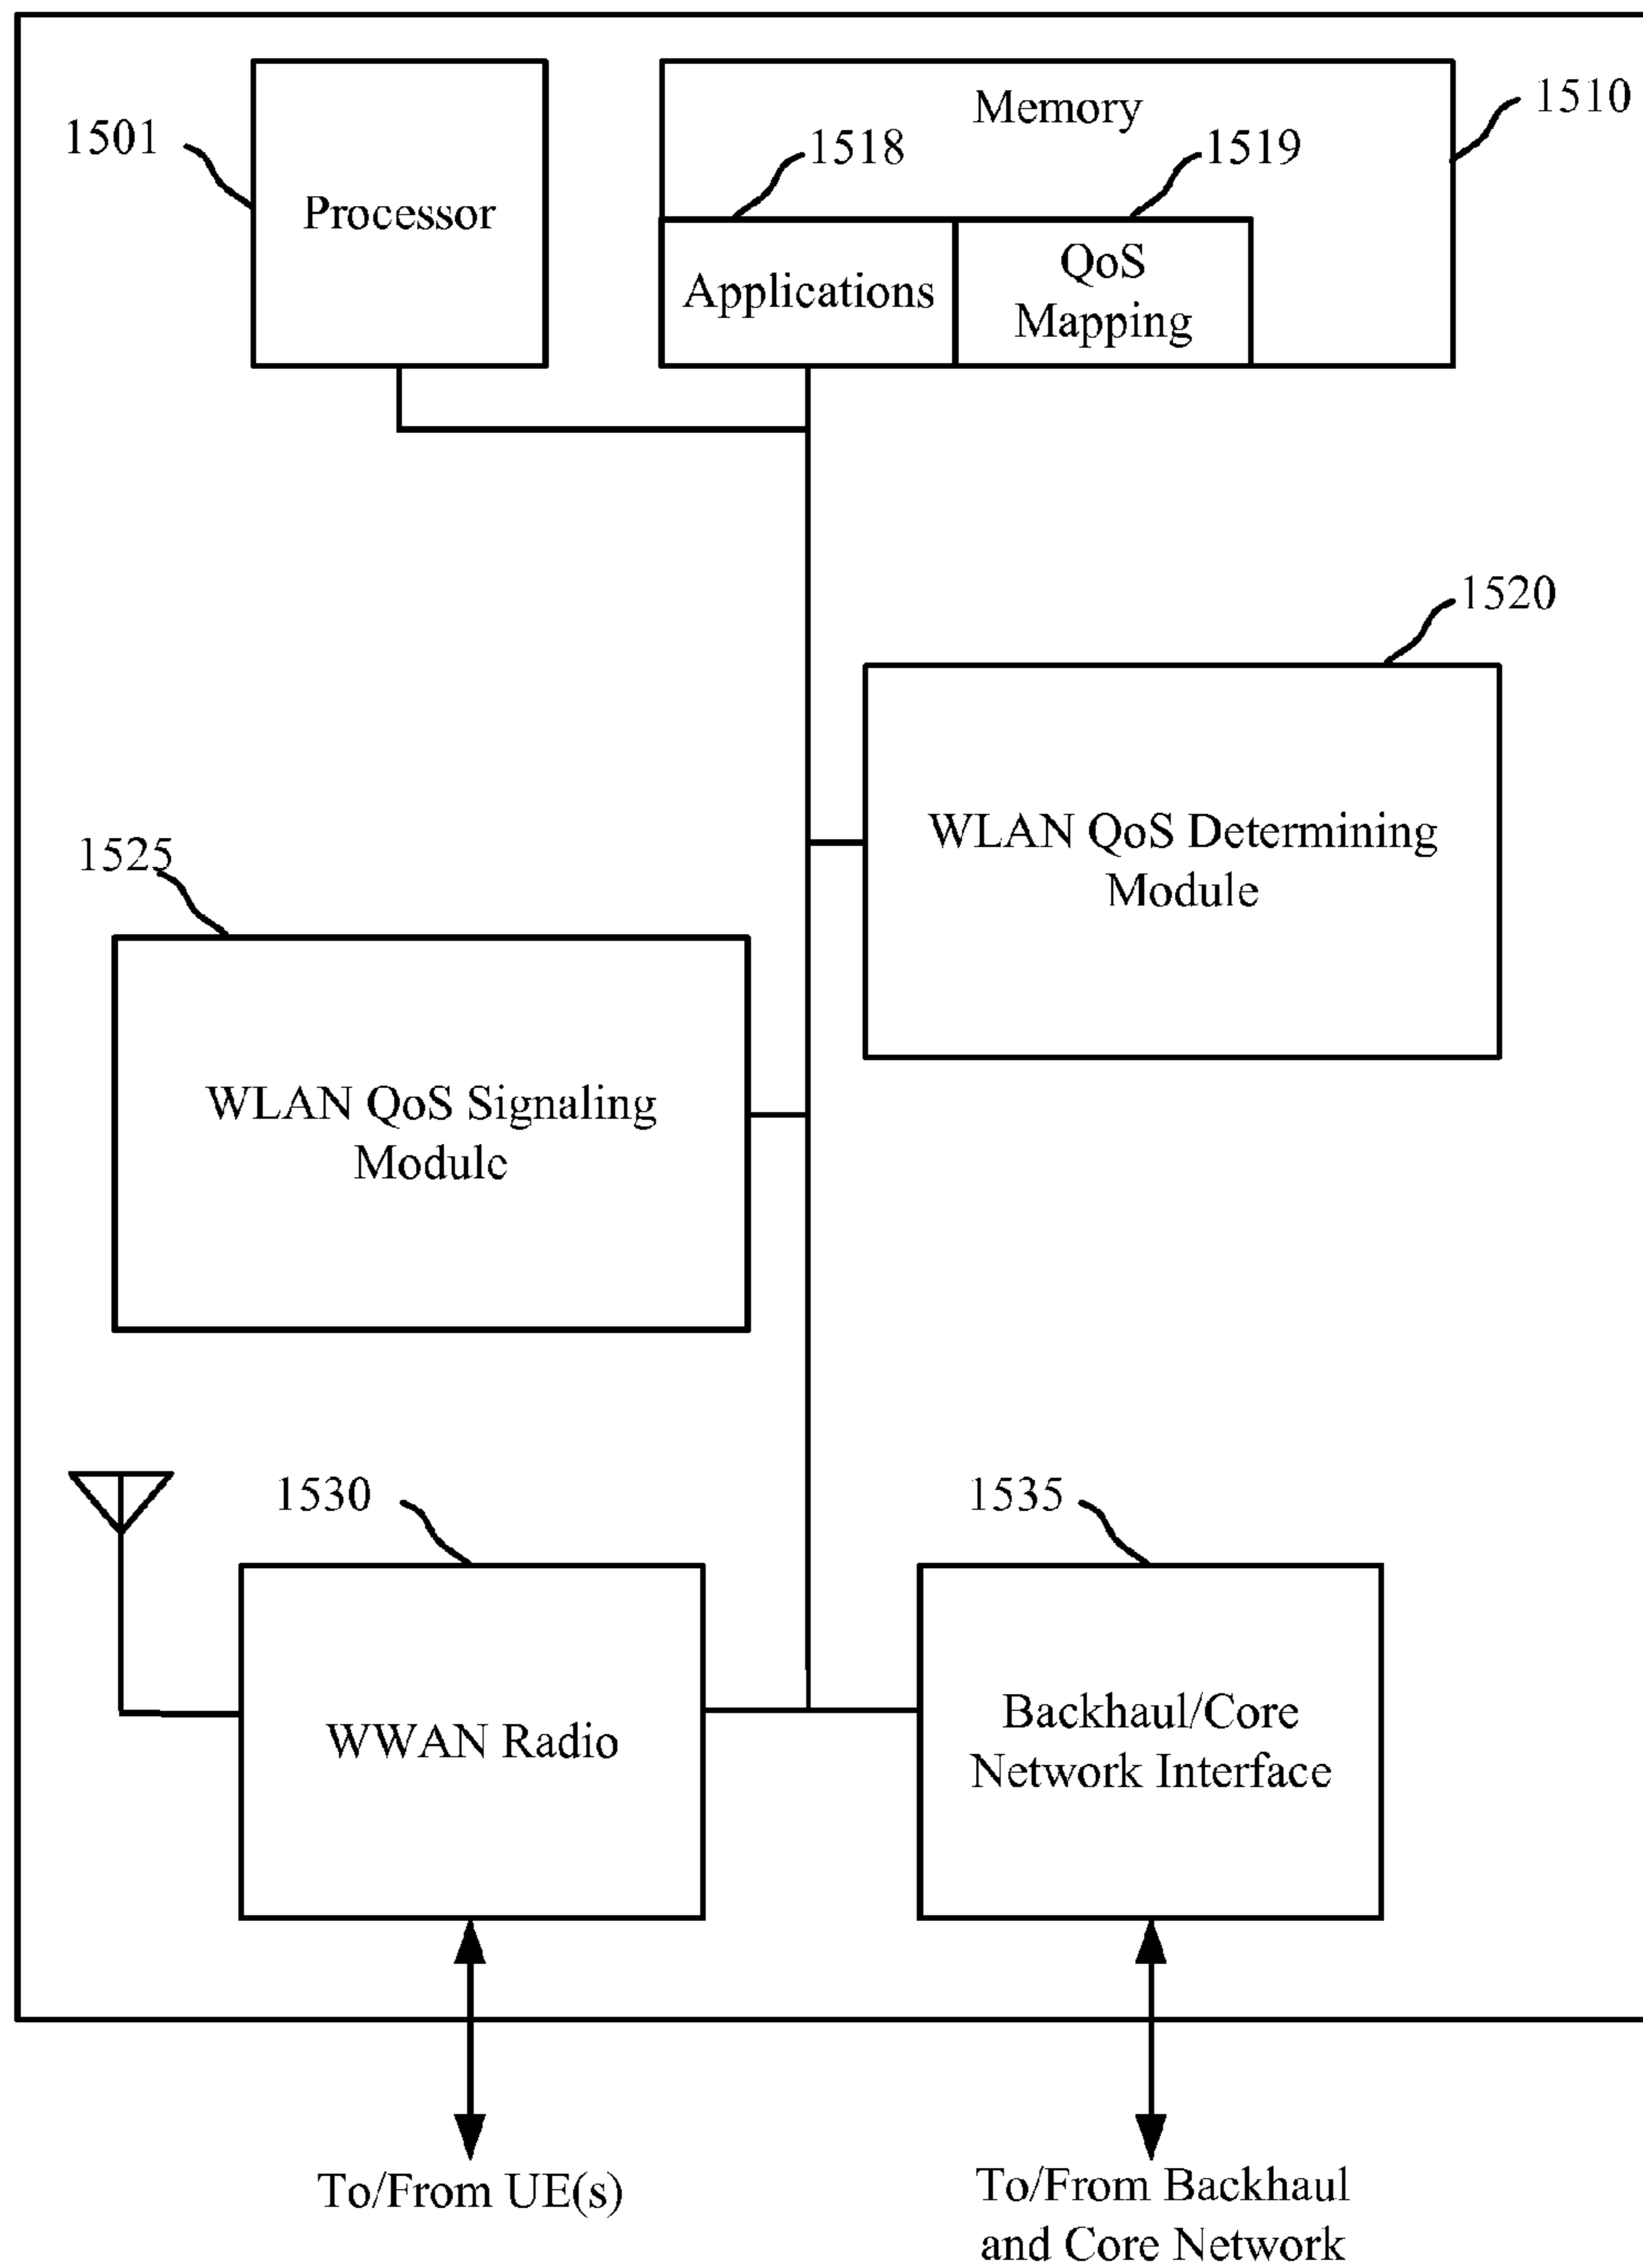 Memory
1510
1501
1518
1519
Processor
Applications
QoS
Mapping
1520
WLAN QoS Determining
Module
1525
WLAN QoS Signaling
Module
1530
1535
WWAN Radio
Backhaul/Core
Network Interface
To/From UE(s)
To/From Backhaul
and Core Network